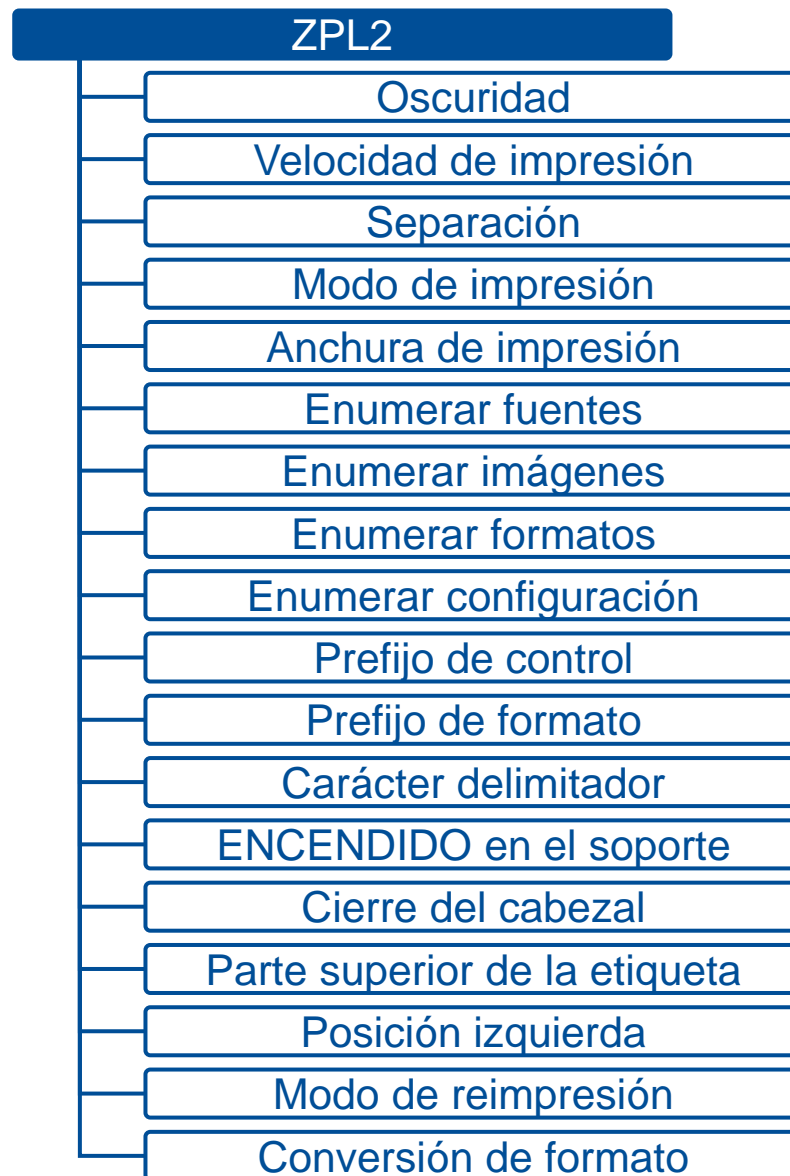 ZPL2
Oscuridad
Velocidad de impresión
Separación
Modo de impresión
Anchura de impresión
Enumerar fuentes
Enumerar imágenes
Enumerar formatos
Enumerar configuración
Prefijo de control
Prefijo de formato
Carácter delimitador
ENCENDIDO en el soporte
Cierre del cabezal
Parte superior de la etiqueta
Posición izquierda
Modo de reimpresión
Conversión de formato